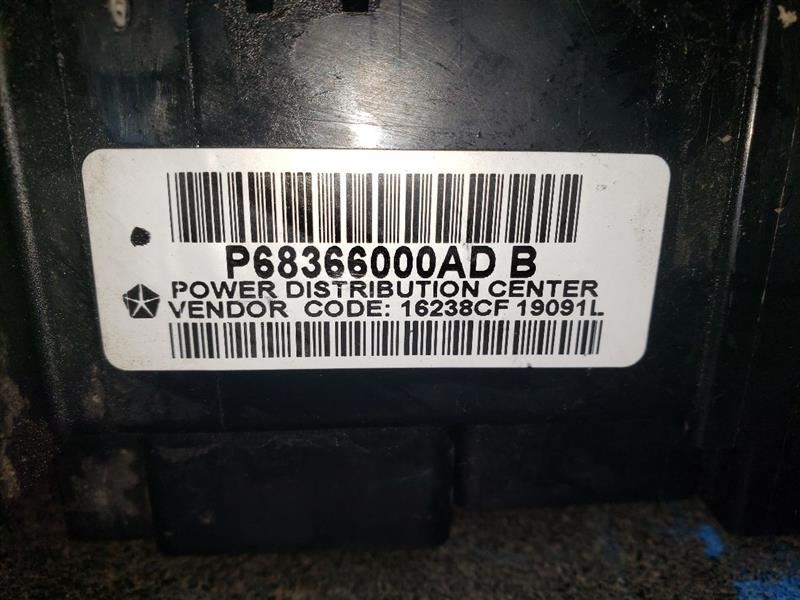 P68366000AD B
POWER DISTRIBUTION CENTER
VENDOR CODE: 16238CF 19091L